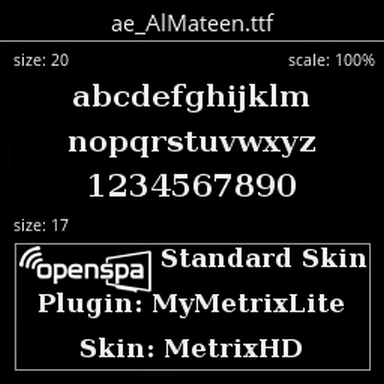 ae_AlMateen.ttf
size: 20 scale: 100%
abcdefghijklm
nopqrstuvwxyz
1234567890
size: 17
openspa Standard Skin
Plugin: MyMetrixLite
Skin: MetrixHD